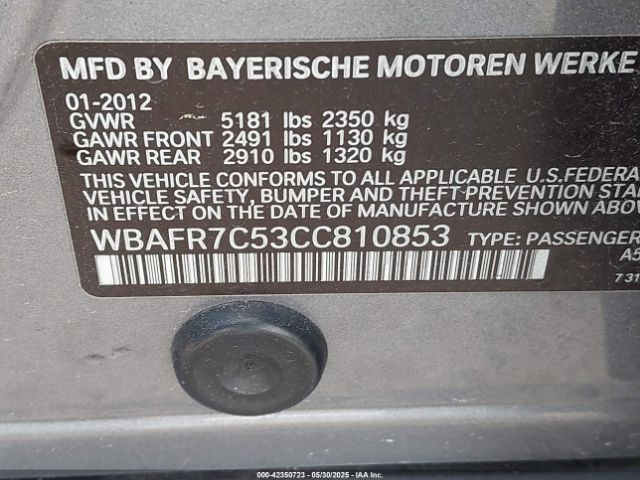 MFD BY BAYERISCHE MOTOREN WERKE
01-2012
GVWR 5181 lbs 2350 kg
GAWR FRONT 2491 lbs 1130 kg
GAWR REAR 2910 lbs 1320 kg
THIS VEHICLE CONFORMS TO ALL APPLICABLE U.S.FEDERAL
VEHICLE SAFETY, BUMPER AND THEFT-PREVENTION STA
IN EFFECT ON THE DATE OF MANUFACTURE SHOWN ABOV
WBAFR7C53CC810853 TYPE: PASSENGER
A5
7 31
000-42350723 — 05/30/2025 — IAA Inc.